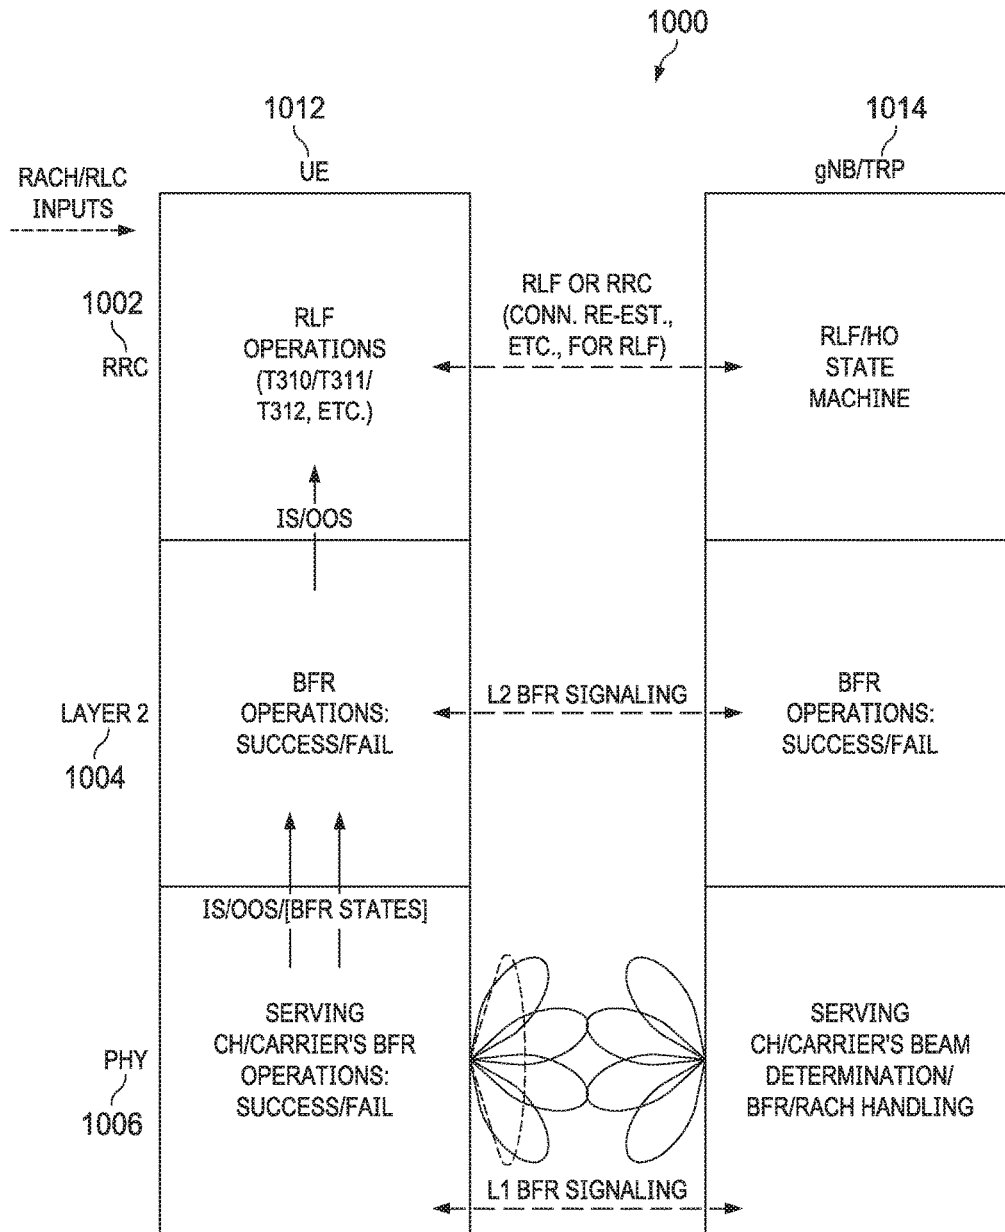 1000
1012
UE
1014
gNB/TRP
RACH/RLC
INPUTS
1002
RRC
RLF
OPERATIONS
(T310/T311/
T312, ETC.)
RLF OR RRC
(CONN. RE-EST.,
ETC., FOR RLF)
RLF/HO
STATE
MACHINE
IS/OOS
LAYER 2
1004
BFR
OPERATIONS:
SUCCESS/FAIL
L2 BFR SIGNALING
BFR
OPERATIONS:
SUCCESS/FAIL
IS/OOS/[BFR STATES]
PHY
1006
SERVING
CH/CARRIER'S BFR
OPERATIONS:
SUCCESS/FAIL
SERVING
CH/CARRIER'S BEAM
DETERMINATION/
BFR/RACH HANDLING
L1 BFR SIGNALING